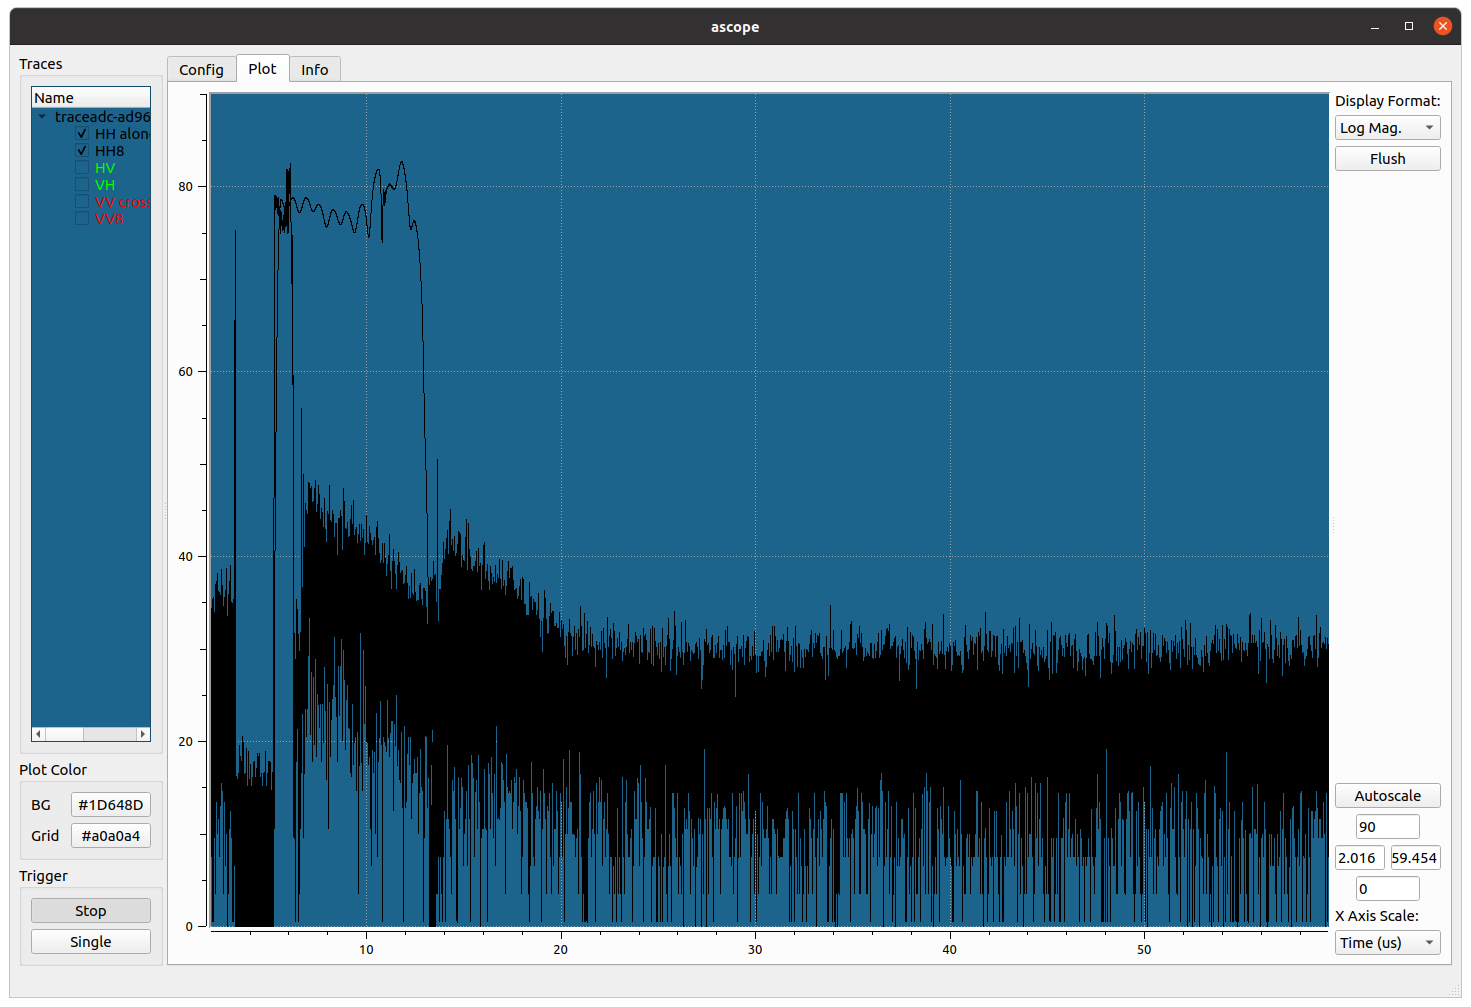 ascope
Traces
Name
traceadc-ad96
HH alon
HH8
HV
VH
VV cross
VV8
Plot Color
BG #1D648D
Grid #a0a0a4
Trigger
Stop
Single
Config Plot Info
80
60
40
20
0
10 20 30 40 50
Display Format:
Log Mag.
Flush
Autoscale
90
2.016 59.454
0
X Axis Scale:
Time (us)